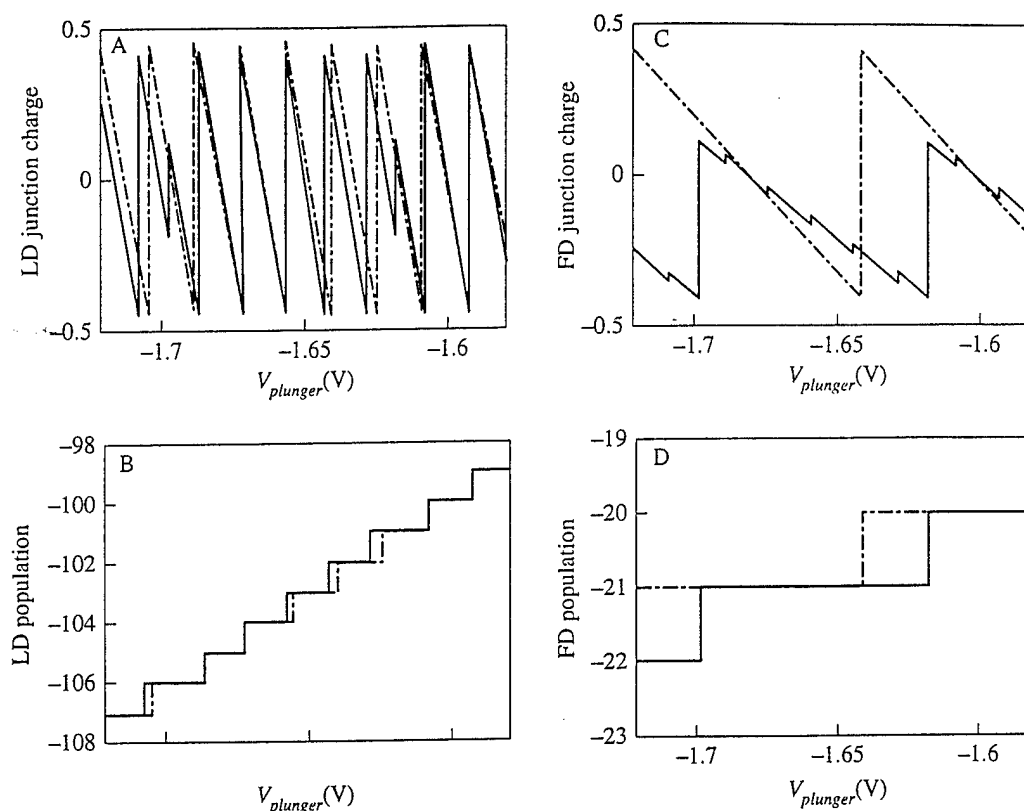 A
LD junction charge
0.5
0
−0.5
−1.7
−1.65
−1.6
V_plunger(V)
C
FD junction charge
0.5
0
−0.5
−1.7
−1.65
−1.6
V_plunger(V)
B
LD population
−98
−100
−102
−104
−106
−108
V_plunger(V)
D
FD population
−19
−20
−21
−22
−23
−1.7
−1.65
−1.6
V_plunger(V)